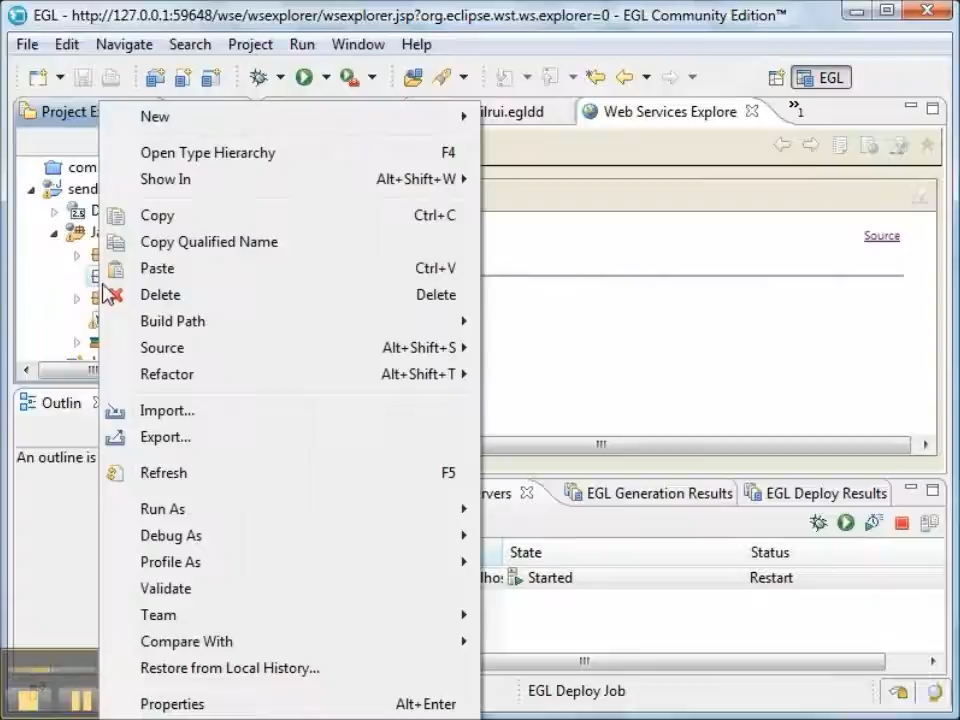 EGL - http://127.0.0.1:59648/wse/wsexplorer/wsexplorer.jsp?org.eclipse.wst.ws.explorer=0 - EGL Community Edition™
File Edit Navigate Search Project Run Window Help
EGL
Project E
ilrui.egldd
Web Services Explore
»1
com
send
Source
New
Open Type Hierarchy F4
Show In Alt+Shift+W
Copy Ctrl+C
Copy Qualified Name
Paste Ctrl+V
Delete Delete
Build Path
Source Alt+Shift+S
Refactor Alt+Shift+T
Import...
Export...
Refresh F5
Run As
Debug As
Profile As
Validate
Team
Compare With
Restore from Local History...
Properties Alt+Enter
Outlin
An outline is
rvers
EGL Generation Results
EGL Deploy Results
State Status
lhos Started Restart
EGL Deploy Job